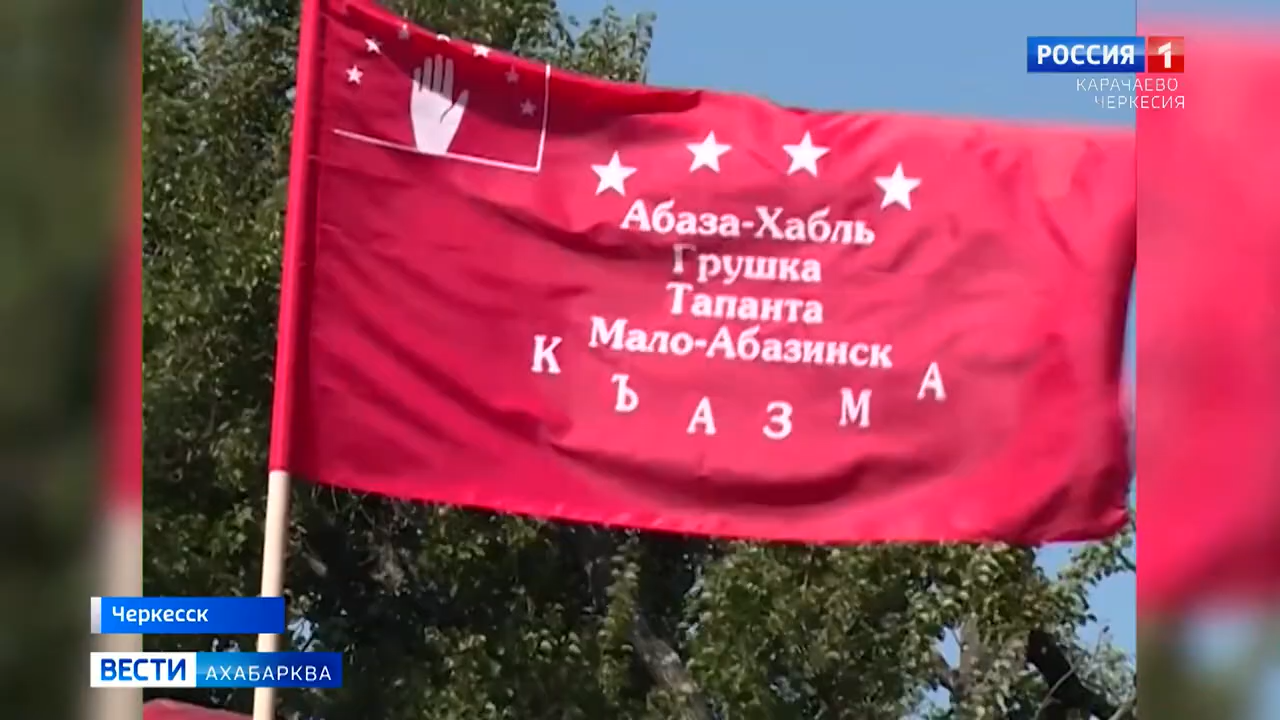 РОССИЯ 1
КАРАЧАЕВО
ЧЕРКЕСИЯ
Абаза-Хабль
Грушка
Тапанта
Мало-Абазинск
КЪАЗМА
Черкесск
ВЕСТИ АХАБАРКВА